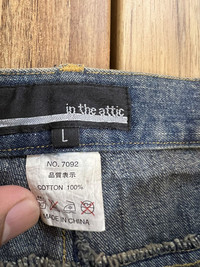 in the attic
L
NO. 7092
品質表示
COTTON 100%
MADE IN CHINA